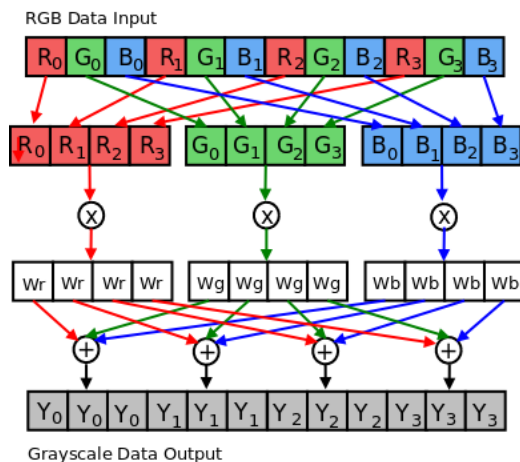 RGB Data Input
R0 G0 B0 R1 G1 B1 R2 G2 B2 R3 G3 B3
R0 R1 R2 R3 G0 G1 G2 G3 B0 B1 B2 B3
x x x
Wr Wr Wr Wr Wg Wg Wg Wg Wb Wb Wb Wb
+ + + +
Y0 Y0 Y0 Y1 Y1 Y1 Y2 Y2 Y2 Y3 Y3 Y3
Grayscale Data Output